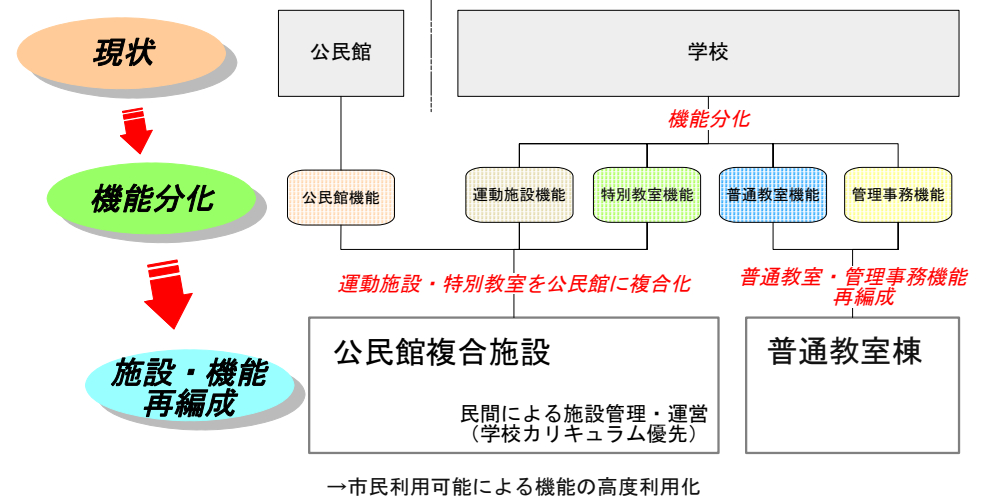 現状
公民館
学校
機能分化
機能分化
公民館機能
運動施設機能
特別教室機能
普通教室機能
管理事務機能
運動施設・特別教室を公民館に複合化
普通教室・管理事務機能
再編成
施設・機能
再編成
公民館複合施設
民間による施設管理・運営
（学校カリキュラム優先）
普通教室棟
→市民利用可能による機能の高度利用化